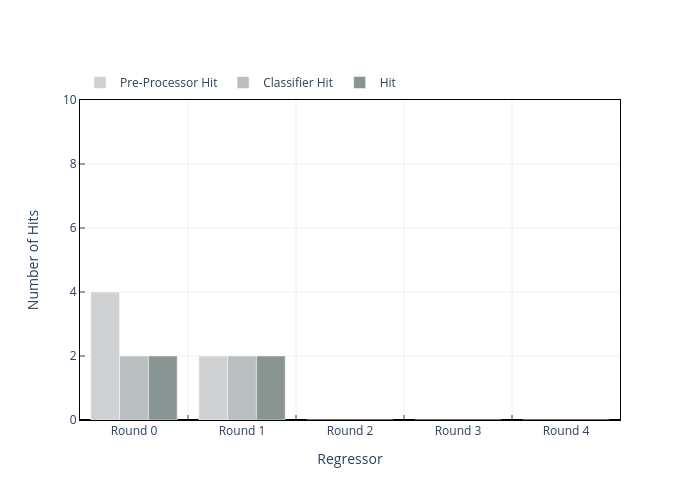 Pre-Processor Hit Classifier Hit Hit
10
8
6
4
2
0
Number of Hits
Round 0 Round 1 Round 2 Round 3 Round 4
Regressor